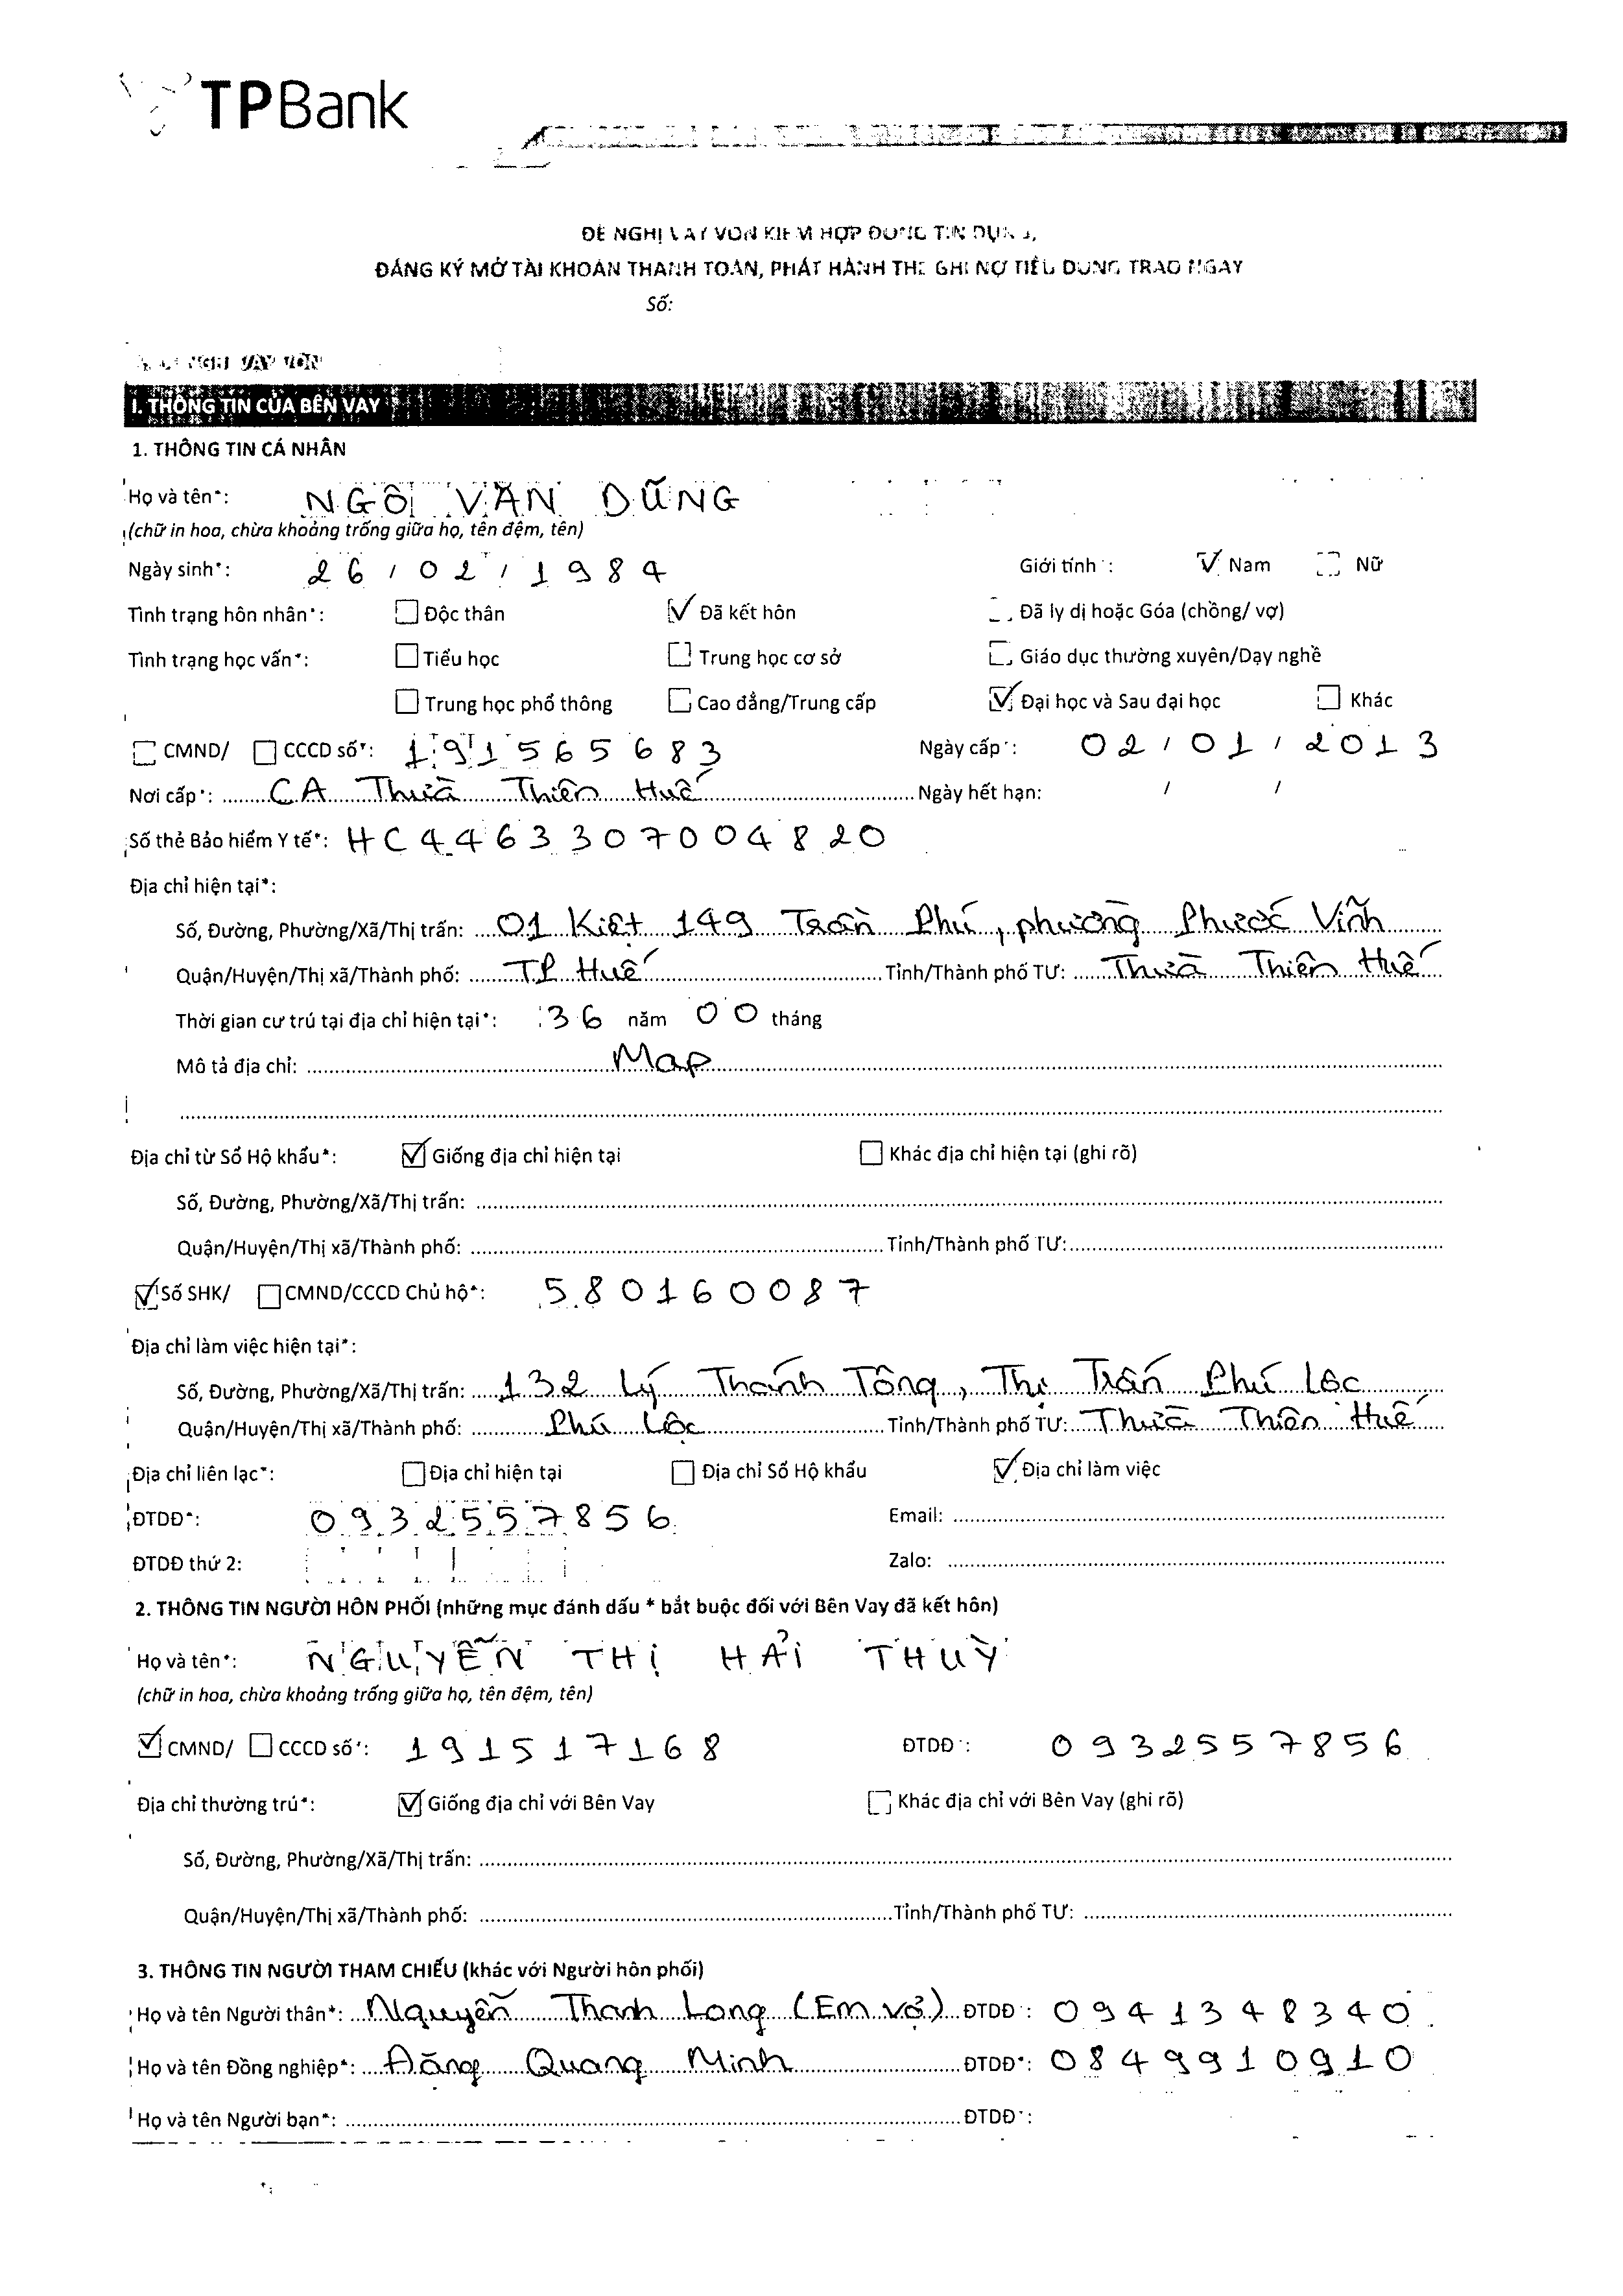 TPBank
ĐỀ NGHỊ VAY VỐN KIÊM HỢP ĐỒNG TÍN DỤNG,
ĐĂNG KÝ MỞ TÀI KHOẢN THANH TOÁN, PHÁT HÀNH THẺ GHI NỢ TIÊU DÙNG TRAO NGAY
Số:
ĐỀ NGHỊ VAY VỐN
I. THÔNG TIN CỦA BÊN VAY
1. THÔNG TIN CÁ NHÂN
Họ và tên*: NGÔ VĂN DŨNG
(chữ in hoa, chừa khoảng trống giữa họ, tên đệm, tên)
Ngày sinh*: 26/02/1984 Giới tính*: Nam Nữ
Tình trạng hôn nhân*: Độc thân Đã kết hôn Đã ly dị hoặc Góa (chồng/ vợ)
Tình trạng học vấn*: Tiểu học Trung học cơ sở Giáo dục thường xuyên/Dạy nghề
Trung học phổ thông Cao đẳng/Trung cấp Đại học và Sau đại học Khác
CMND/ CCCD số*: 191565683 Ngày cấp*: 02/01/2013
Nơi cấp*: CA Thừa Thiên Huế Ngày hết hạn: / /
Số thẻ Bảo hiểm Y tế*: HC4463307004820
Địa chỉ hiện tại*:
Số, Đường, Phường/Xã/Thị trấn: 01 Kiệt 149 Trần Phú, phường Phước Vĩnh
Quận/Huyện/Thị xã/Thành phố: TP Huế Tỉnh/Thành phố TƯ: Thừa Thiên Huế
Thời gian cư trú tại địa chỉ hiện tại*: 36 năm 00 tháng
Mô tả địa chỉ: Map
Địa chỉ từ Sổ Hộ khẩu*: Giống địa chỉ hiện tại Khác địa chỉ hiện tại (ghi rõ)
Số, Đường, Phường/Xã/Thị trấn:
Quận/Huyện/Thị xã/Thành phố: Tỉnh/Thành phố TƯ:
Số SHK/ CMND/CCCD Chủ hộ*: 580160087
Địa chỉ làm việc hiện tại*:
Số, Đường, Phường/Xã/Thị trấn: 132 Lý Thánh Tông, Thị Trấn Phú Lộc
Quận/Huyện/Thị xã/Thành phố: Phú Lộc Tỉnh/Thành phố TƯ: Thừa Thiên Huế
Địa chỉ liên lạc*: Địa chỉ hiện tại Địa chỉ Sổ Hộ khẩu Địa chỉ làm việc
ĐTDĐ*: 0932557856 Email:
ĐTDĐ thứ 2: Zalo:
2. THÔNG TIN NGƯỜI HÔN PHỐI (những mục đánh dấu * bắt buộc đối với Bên Vay đã kết hôn)
Họ và tên*: NGUYỄN THỊ HẢI THUỲ
(chữ in hoa, chừa khoảng trống giữa họ, tên đệm, tên)
CMND/ CCCD số*: 191517168 ĐTDĐ*: 0932557856
Địa chỉ thường trú*: Giống địa chỉ với Bên Vay Khác địa chỉ với Bên Vay (ghi rõ)
Số, Đường, Phường/Xã/Thị trấn:
Quận/Huyện/Thị xã/Thành phố: Tỉnh/Thành phố TƯ:
3. THÔNG TIN NGƯỜI THAM CHIẾU (khác với Người hôn phối)
Họ và tên Người thân*: Nguyễn Thanh Long (Em vợ) ĐTDĐ*: 0941348340
Họ và tên Đồng nghiệp*: Đăng Quang Minh ĐTDĐ*: 0849910910
Họ và tên Người bạn*: ĐTDĐ*: